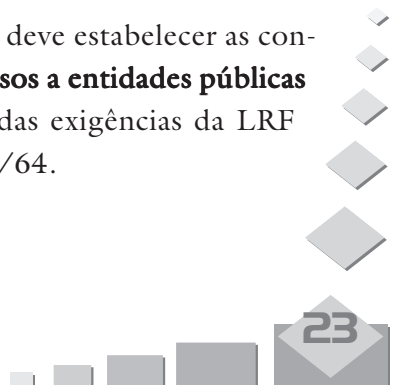 deve estabelecer as con-
sos a entidades públicas
das exigências da LRF
/64.
23